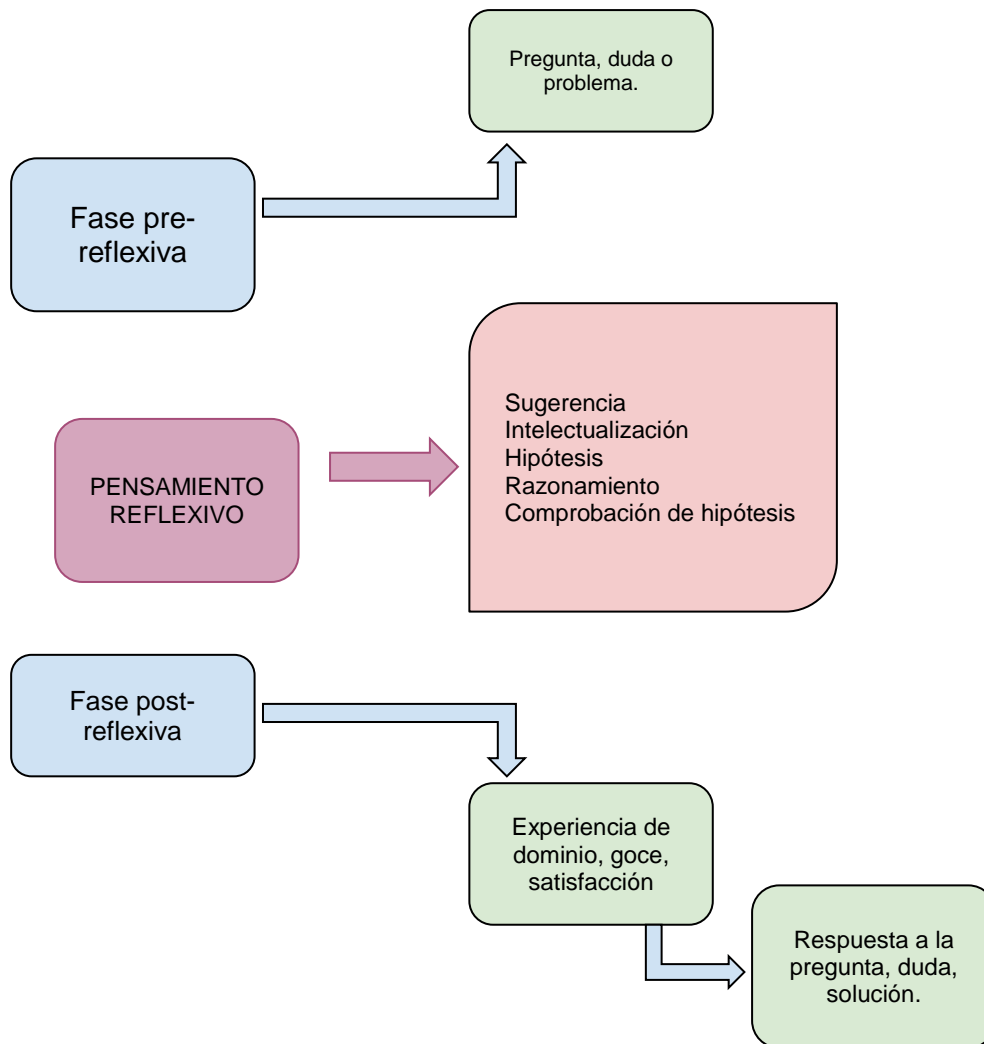 Pregunta, duda o
problema.
Fase pre-
reflexiva
Sugerencia
Intelectualización
Hipótesis
Razonamiento
Comprobación de hipótesis
PENSAMIENTO
REFLEXIVO
Fase post-
reflexiva
Experiencia de
dominio, goce,
satisfacción
Respuesta a la
pregunta, duda,
solución.